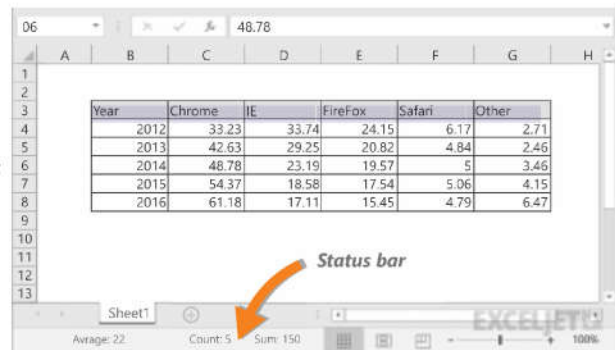 06 48.78
A B C D E F G H
1
2
3 Year Chrome IE FireFox Safari Other
4 2012 33.23 33.74 24.15 6.17 2.71
5 2013 42.63 29.25 20.82 4.84 2.46
6 2014 48.78 23.19 19.57 5 3.46
7 2015 54.37 18.58 17.54 5.06 4.15
8 2016 61.18 17.11 15.45 4.79 6.47
9
10
11 Status bar
12
13
Sheet1
EXCELJET
Avrage: 22 Count: 5 Sum: 150 100%